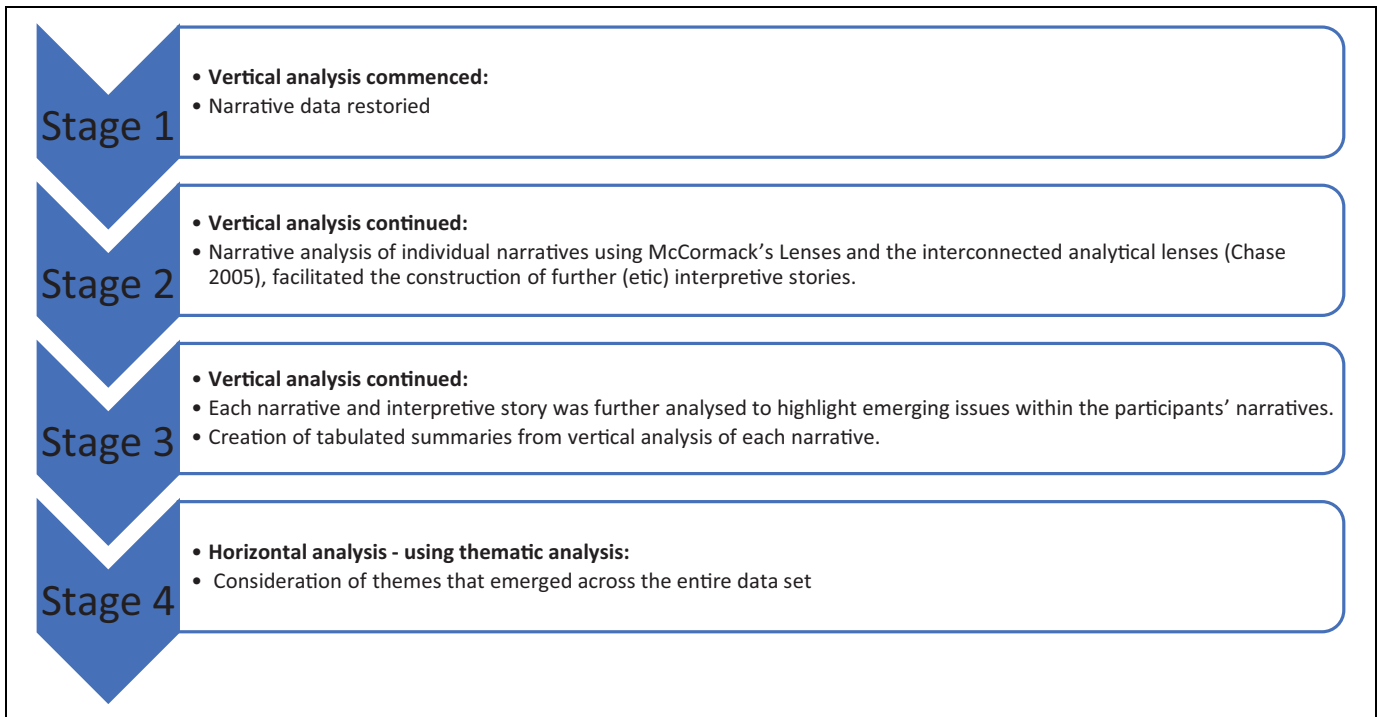 Stage 1
• Vertical analysis commenced:
• Narrative data restoried
Stage 2
• Vertical analysis continued:
• Narrative analysis of individual narratives using McCormack’s Lenses and the interconnected analytical lenses (Chase
2005), facilitated the construction of further (etic) interpretive stories.
Stage 3
• Vertical analysis continued:
• Each narrative and interpretive story was further analysed to highlight emerging issues within the participants’ narratives.
• Creation of tabulated summaries from vertical analysis of each narrative.
Stage 4
• Horizontal analysis - using thematic analysis:
• Consideration of themes that emerged across the entire data set